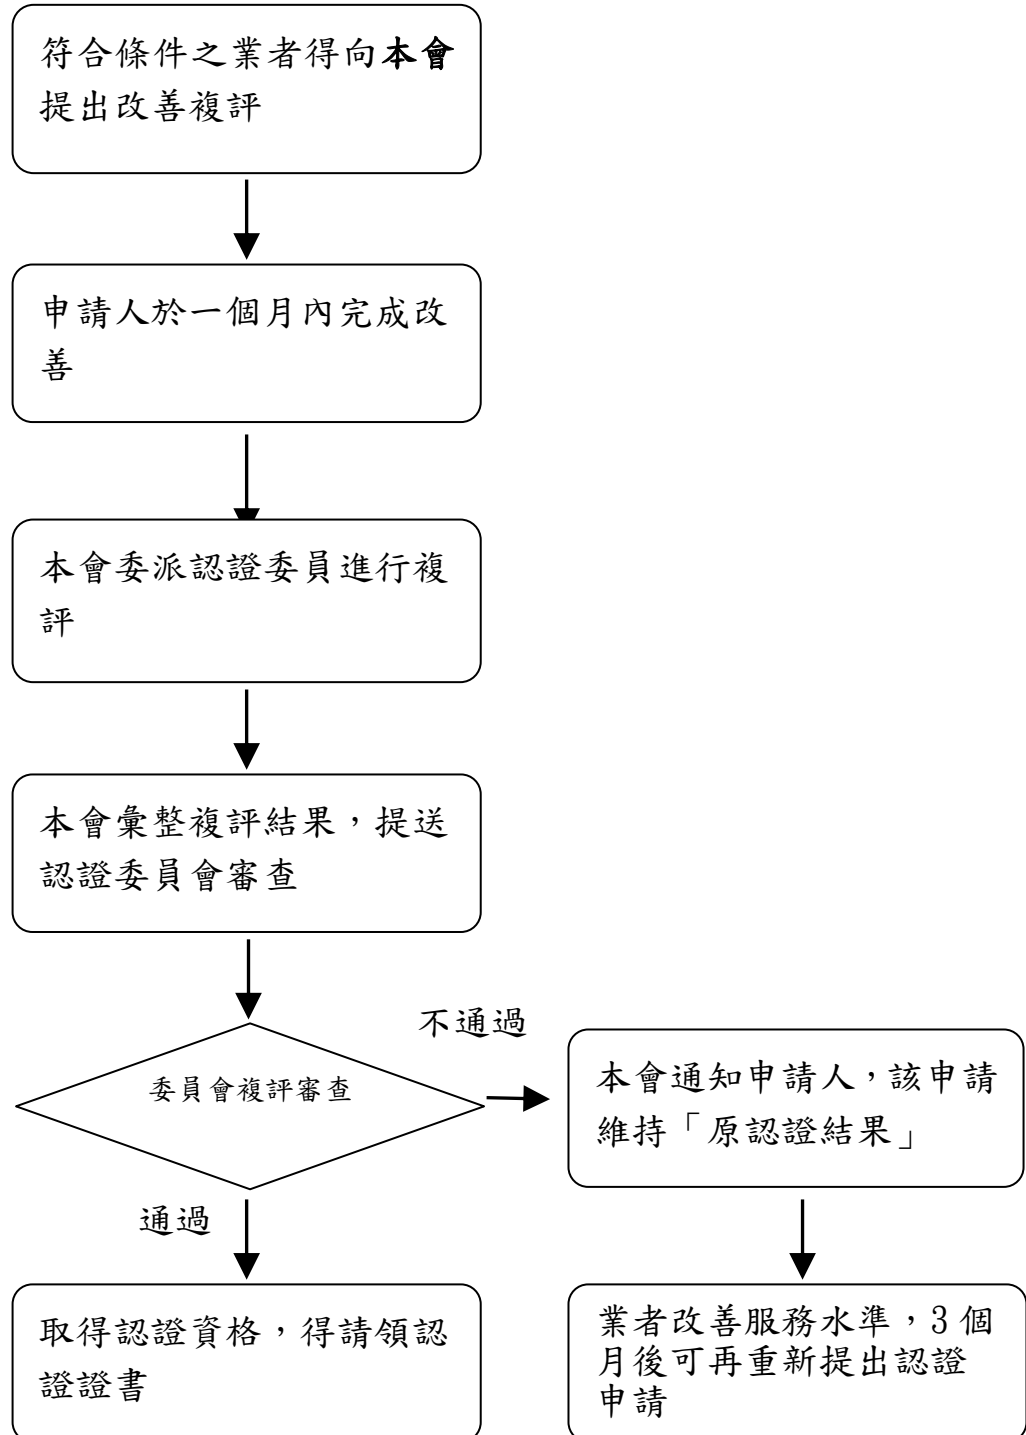 符合條件之業者得向本會
提出改善複評
申請人於一個月內完成改
善
本會委派認證委員進行複
評
本會彙整複評結果，提送
認證委員會審查
不通過
委員會複評審查
本會通知申請人，該申請
維持「原認證結果」
通過
取得認證資格，得請領認
證證書
業者改善服務水準，3 個
月後可再重新提出認證
申請